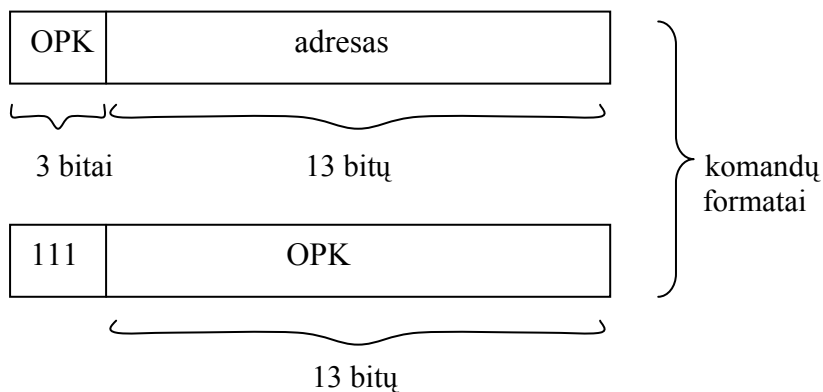 OPK adresas
3 bitai 13 bitų
komandų
formatai
111 OPK
13 bitų